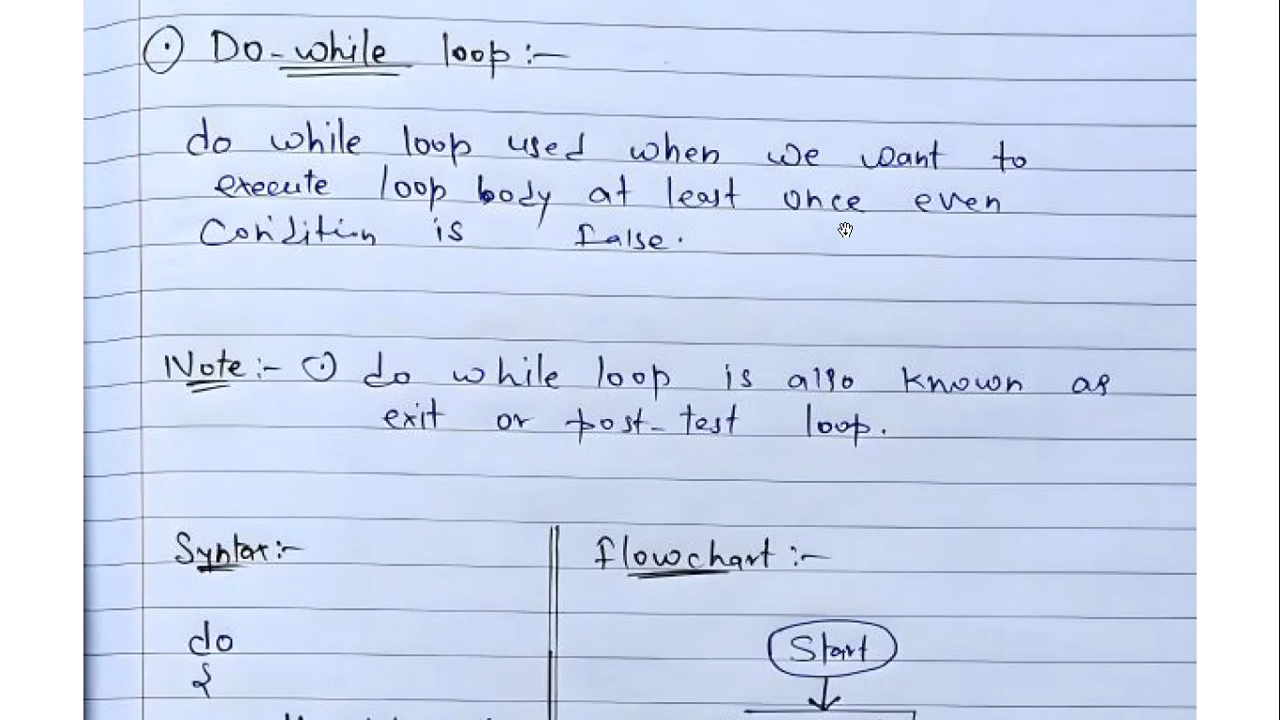 ⊙ Do-while loop:-
do while loop used when we want to
execute loop body at least once even
Condition is false.
Note:- ⊙ do while loop is also known as
exit or post-test loop.
Syntax:-
flowchart:-
do
{
Start